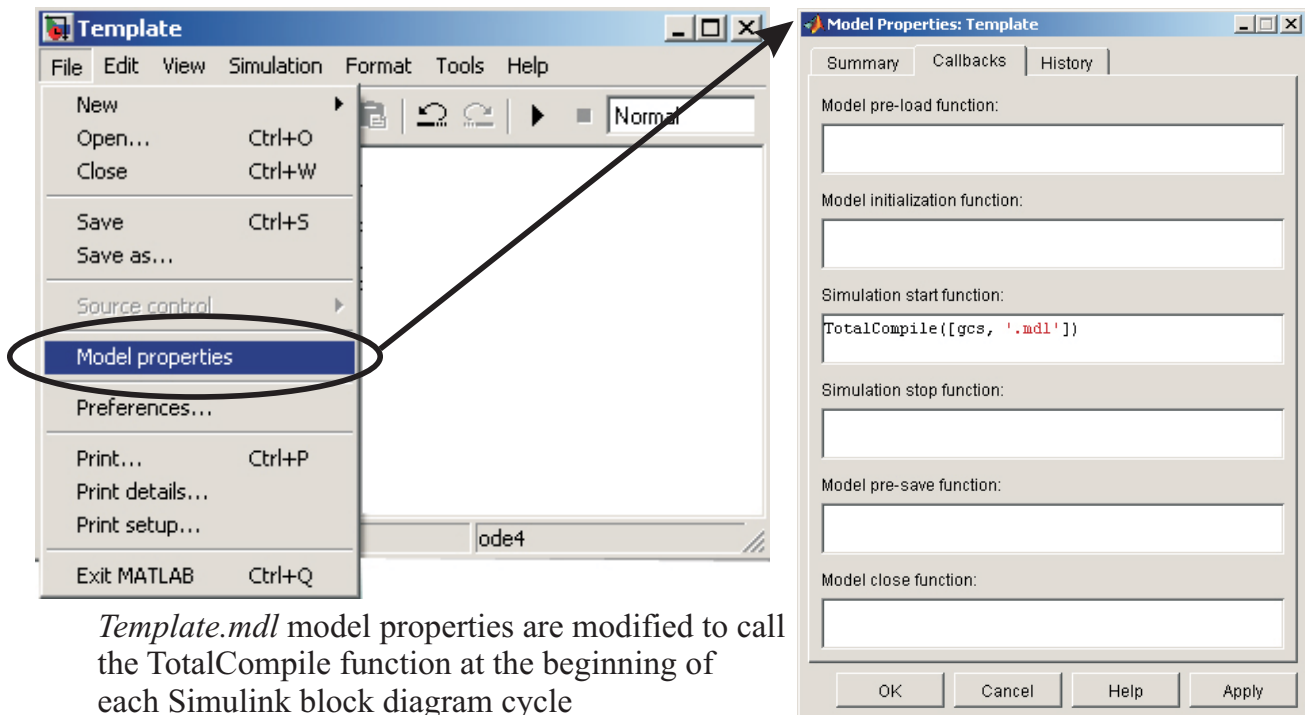 Template
File Edit View Simulation Format Tools Help
Normal
New
Open... Ctrl+O
Close Ctrl+W
Save Ctrl+S
Save as...
Source control
Model properties
Preferences...
Print... Ctrl+P
Print details...
Print setup...
Exit MATLAB Ctrl+Q
ode4
Template.mdl model properties are modified to call
the TotalCompile function at the beginning of
each Simulink block diagram cycle
Model Properties: Template
Summary Callbacks History
Model pre-load function:
Model initialization function:
Simulation start function:
TotalCompile([gcs, '.mdl'])
Simulation stop function:
Model pre-save function:
Model close function:
OK Cancel Help Apply